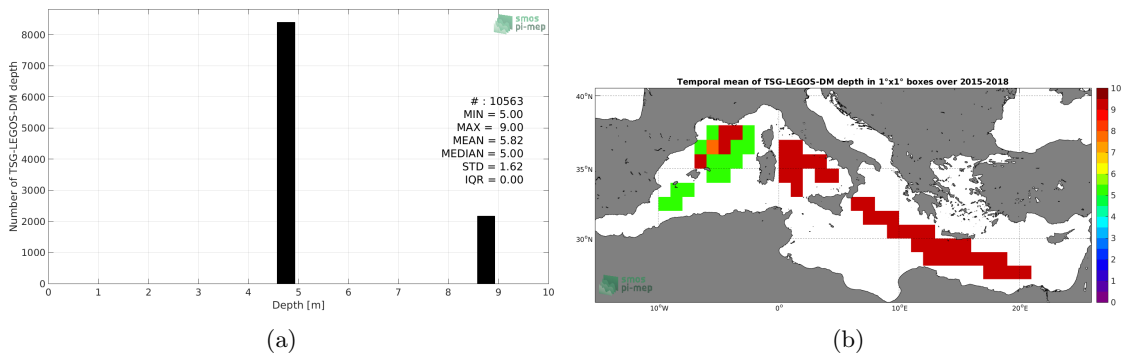 smos
pi-mep
# : 10563
MIN = 5.00
MAX = 9.00
MEAN = 5.82
MEDIAN = 5.00
STD = 1.62
IQR = 0.00
Number of TSG-LEGOS-DM depth
8000
7000
6000
5000
4000
3000
2000
1000
0
0 1 2 3 4 5 6 7 8 9 10
Depth [m]
(a)
Temporal mean of TSG-LEGOS-DM depth in 1°x1° boxes over 2015-2018
40°N
35°N
30°N
10°W 0° 10°E 20°E
10
9
8
7
6
5
4
3
2
1
0
smos
pi-mep
(b)